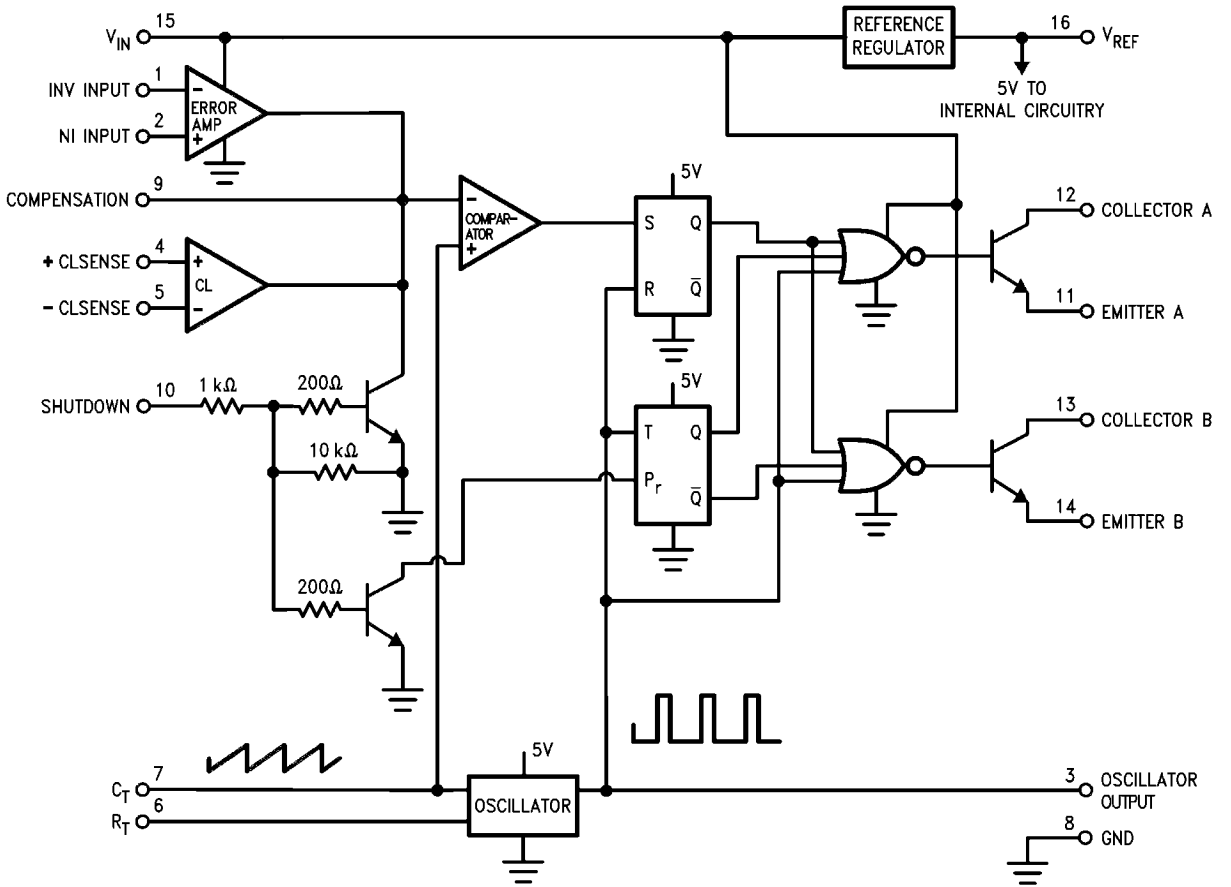 V_IN 15
REFERENCE
REGULATOR
16 V_REF
5V TO
INTERNAL CIRCUITRY
INV INPUT 1
NI INPUT 2
−
ERROR
AMP
+
COMPENSATION 9
−
COMPAR-
ATOR
+
+ CLSENSE 4
− CLSENSE 5
+
CL
−
5V
S Q
R Q̅
12 COLLECTOR A
11 EMITTER A
SHUTDOWN 10
1 kΩ
200Ω
10 kΩ
200Ω
5V
T Q
P_r Q̅
13 COLLECTOR B
14 EMITTER B
C_T 7
R_T 6
5V
OSCILLATOR
3 OSCILLATOR
OUTPUT
8 GND